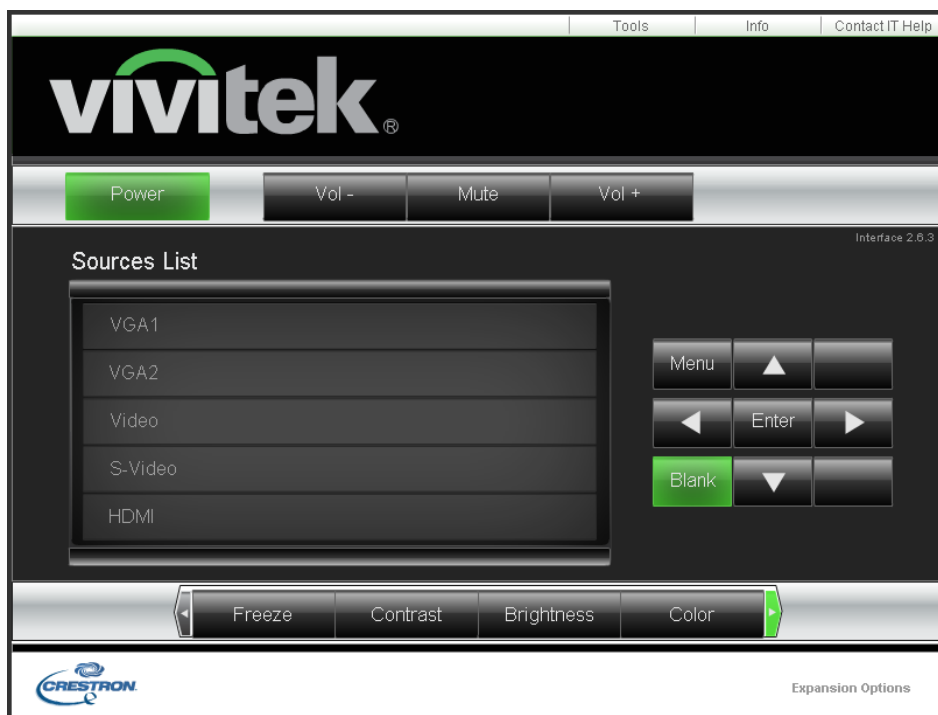 Tools Info Contact IT Help
vivitek®
Power Vol - Mute Vol +
Interface 2.6.3
Sources List
VGA1
VGA2
Video
S-Video
HDMI
Menu
Enter
Blank
Freeze Contrast Brightness Color
CRESTRON
Expansion Options